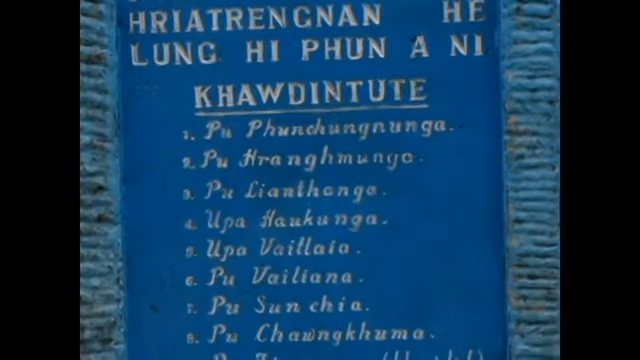 HRIATRENGNAN HE
LUNG HI PHUN A NI
KHAWDINTUTE
1. Pu Phunchungnunga.
2. Pu Hranghmunga.
3. Pu Lianthanga.
4. Upa Haukunga.
5. Upa Vaitlaia.
6. Pu Vailiana.
7. Pu Sunchia.
8. Pu Chawngkhuma.